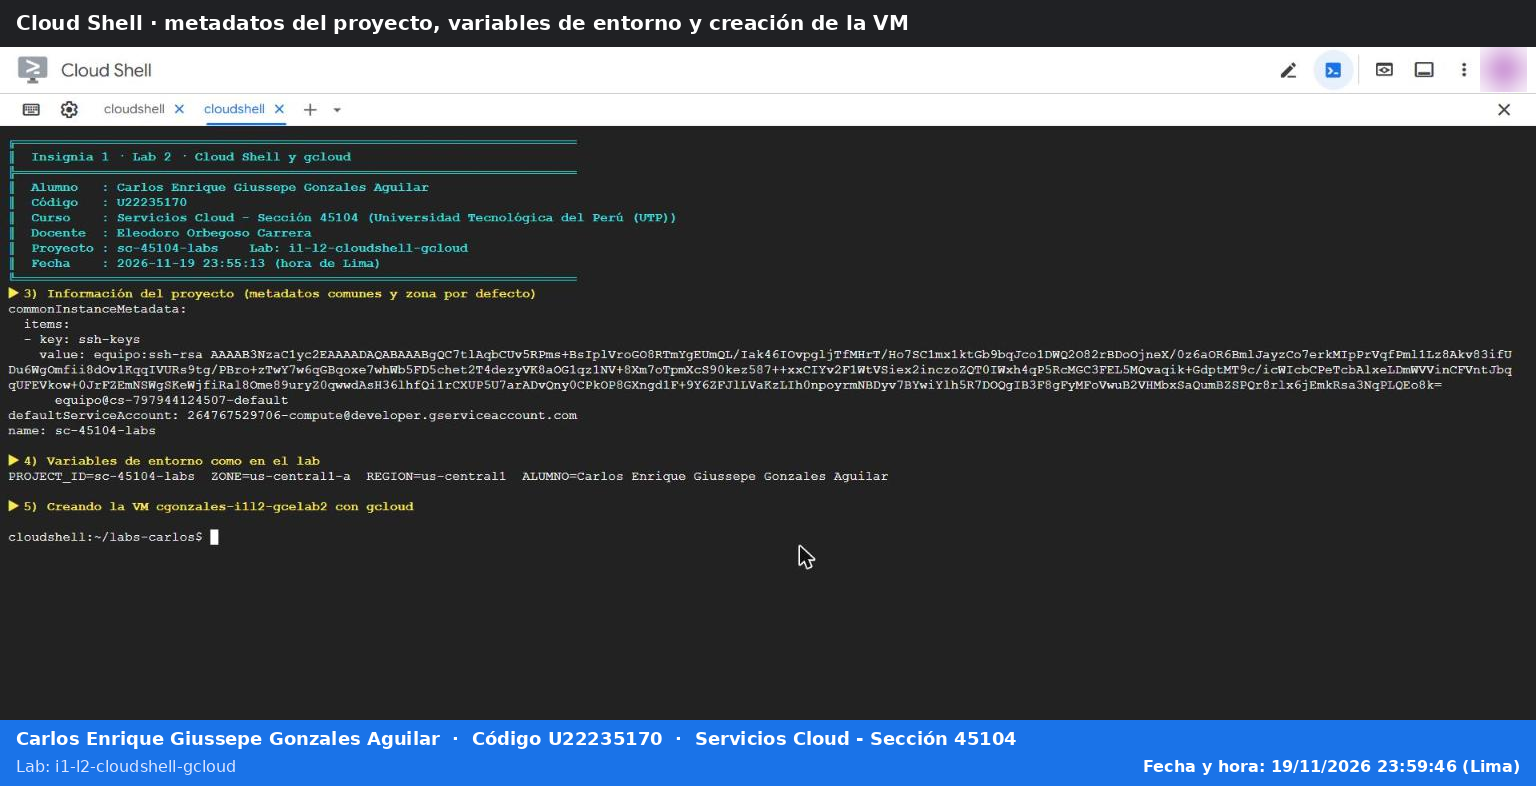 Cloud Shell · metadatos del proyecto, variables de entorno y creación de la VM
Cloud Shell
cloudshell
cloudshell
Insignia 1 · Lab 2 · Cloud Shell y gcloud
Alumno : Carlos Enrique Giussepe Gonzales Aguilar
Código : U22235170
Curso : Servicios Cloud - Sección 45104 (Universidad Tecnológica del Perú (UTP))
Docente : Eleodoro Orbegoso Carrera
Proyecto : sc-45104-labs Lab: i1-l2-cloudshell-gcloud
Fecha : 2026-11-19 23:55:13 (hora de Lima)
▶ 3) Información del proyecto (metadatos comunes y zona por defecto)
commonInstanceMetadata:
items:
- key: ssh-keys
value: equipo:ssh-rsa
equipo@cs-797944124507-default
defaultServiceAccount: 264767529706-compute@developer.gserviceaccount.com
name: sc-45104-labs
▶ 4) Variables de entorno como en el lab
PROJECT_ID=sc-45104-labs ZONE=us-central1-a REGION=us-central1 ALUMNO=Carlos Enrique Giussepe Gonzales Aguilar
▶ 5) Creando la VM cgonzales-i1l2-gcelab2 con gcloud
cloudshell:~/labs-carlos$
Carlos Enrique Giussepe Gonzales Aguilar · Código U22235170 · Servicios Cloud - Sección 45104
Lab: i1-l2-cloudshell-gcloud
Fecha y hora: 19/11/2026 23:59:46 (Lima)